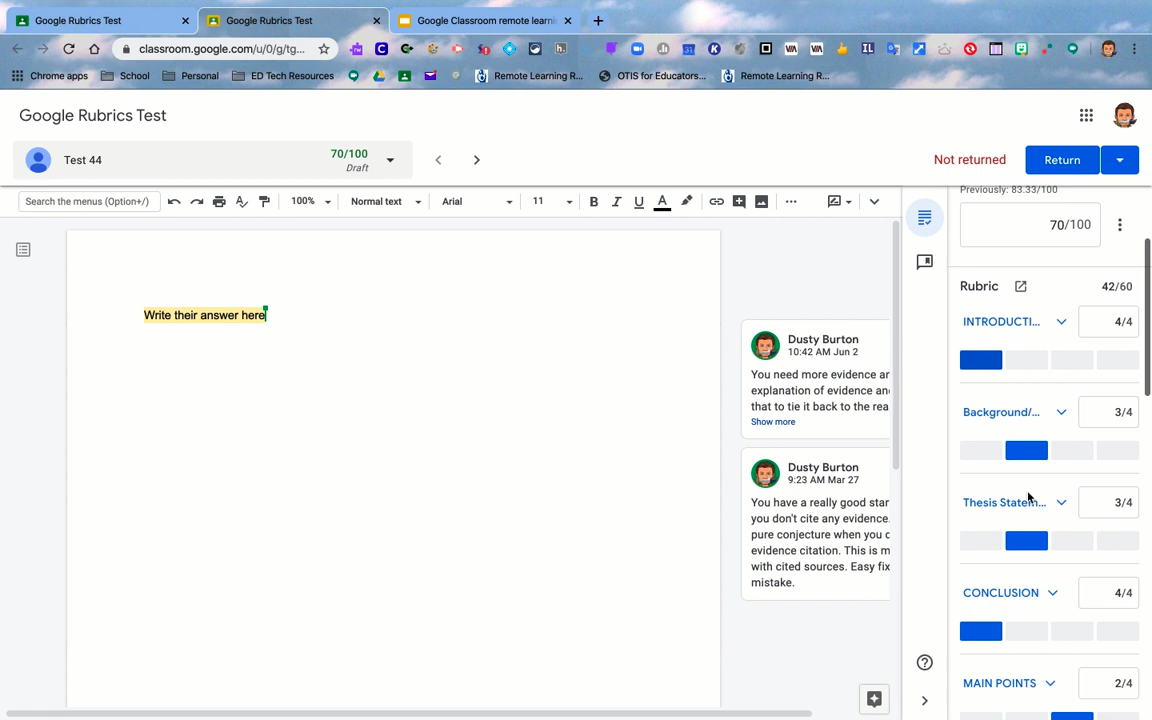 Google Rubrics Test
Google Rubrics Test
Google Classroom remote learni
classroom.google.com/u/0/g/tg...
Chrome apps
School
Personal
ED Tech Resources
Remote Learning R...
OTIS for Educators...
Remote Learning R...
Google Rubrics Test
Test 44
70/100
Draft
Not returned
Return
Search the menus (Option+/)
100%
Normal text
Arial
11
B I U A
Previously: 83.33/100
70/100
Rubric
42/60
INTRODUCTI...
4/4
Background/...
3/4
Thesis Statem...
3/4
CONCLUSION
4/4
MAIN POINTS
2/4
Write their answer here
Dusty Burton
10:42 AM Jun 2
You need more evidence an
explanation of evidence and
that to tie it back to the rea
Show more
Dusty Burton
9:23 AM Mar 27
You have a really good star
you don't cite any evidence.
pure conjecture when you d
evidence citation. This is m
with cited sources. Easy fix
mistake.